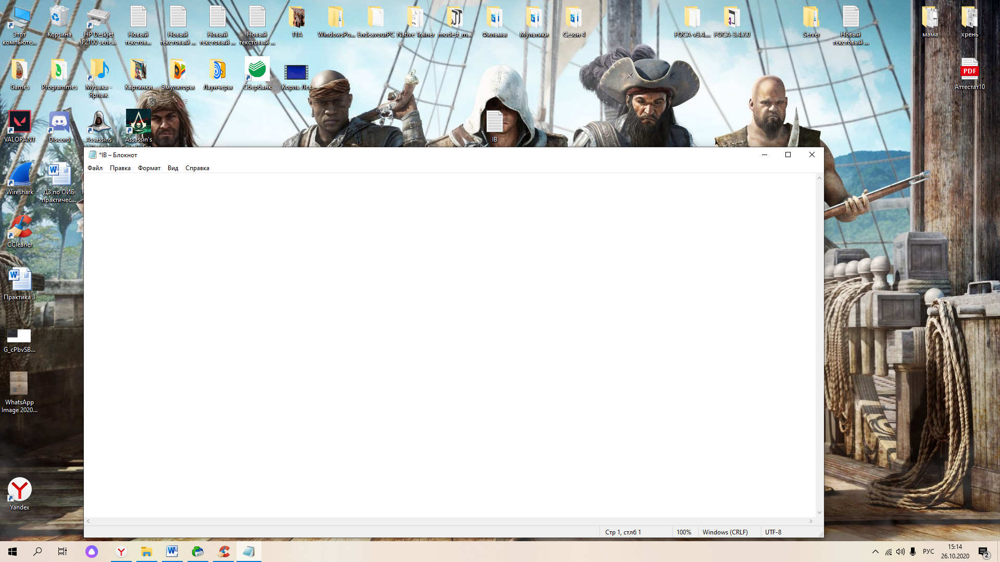 Этот
компьюте...
Корзина
HP Deskjet
F2100 serie...
Новый
текстов...
Новый
текстовый ...
Новый
текстовый ...
Новый
текстовый ...
11А
WindowsPo...
EndeavourPC
Native Trainer
modest_m...
Фильмы
Мультики
Сезон 4
FOCA-v3.4....
FOCA-3.4.7.0
Server
Новый
текстовый ...
мама
хрень
Games
Programmes
Музыка -
Ярлык
Картинки
Эмуляторы
Лаунчеры
Сбербанк
Король Лев
PDF
Аттестат10
VALORANT
Discord
Assassins
Assassin's
IB
*IB – Блокнот
Файл
Правка
Формат
Вид
Справка
Wireshark
ДЗ по ОИБ
практичес...
CCleaner
Практика 3
G_cPbvSB...
WhatsApp
Image 2020...
Yandex
Стр 1, стлб 1
100%
Windows (CRLF)
UTF-8
РУС
15:14
26.10.2020
2